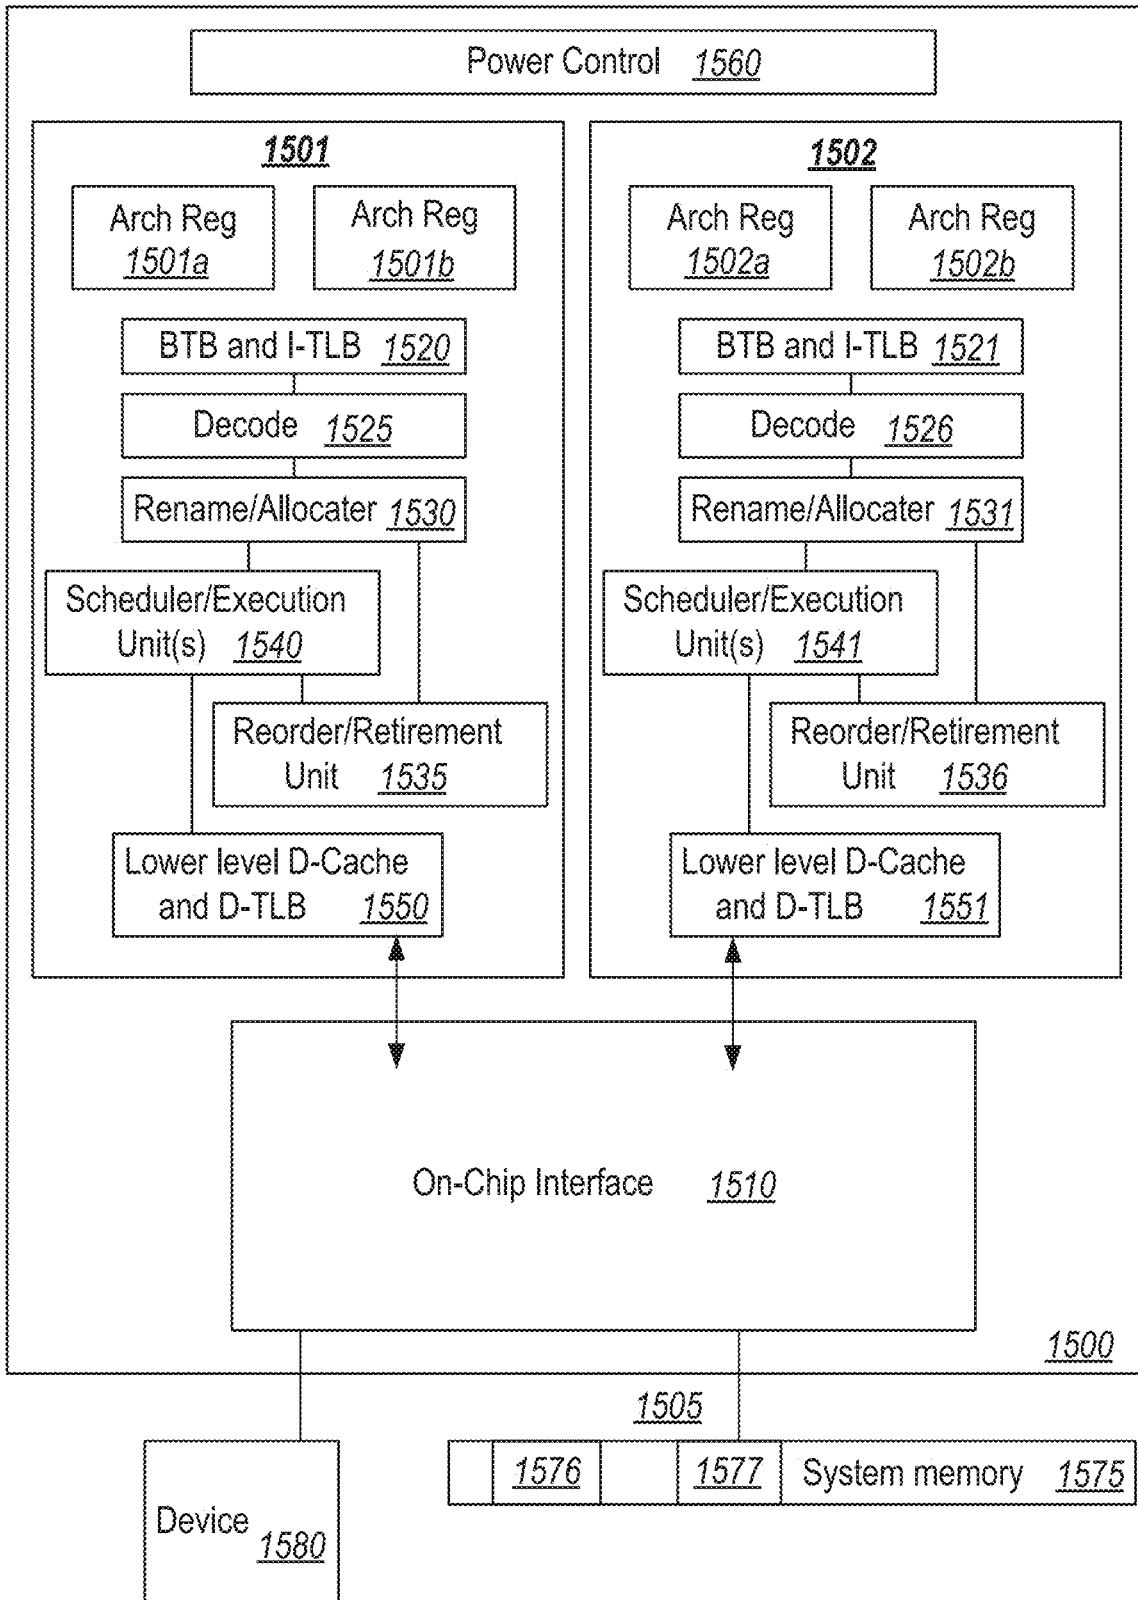 Power Control 1560
1501
Arch Reg
1501a
Arch Reg
1501b
BTB and I-TLB 1520
Decode 1525
Rename/Allocater 1530
Scheduler/Execution
Unit(s) 1540
Reorder/Retirement
Unit 1535
Lower level D-Cache
and D-TLB 1550
1502
Arch Reg
1502a
Arch Reg
1502b
BTB and I-TLB 1521
Decode 1526
Rename/Allocater 1531
Scheduler/Execution
Unit(s) 1541
Reorder/Retirement
Unit 1536
Lower level D-Cache
and D-TLB 1551
On-Chip Interface 1510
1500
1505
1576 1577 System memory 1575
Device 1580